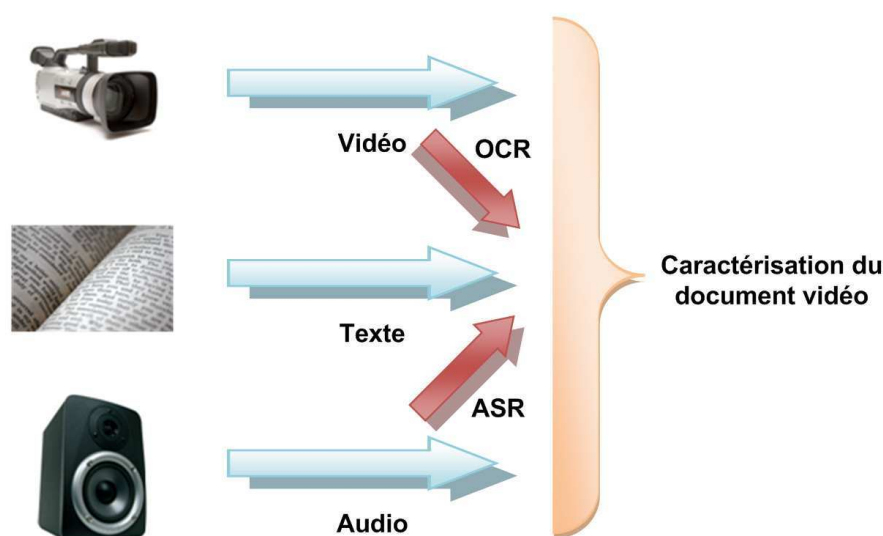 Vidéo
OCR
Texte
ASR
Audio
Caractérisation du
document vidéo